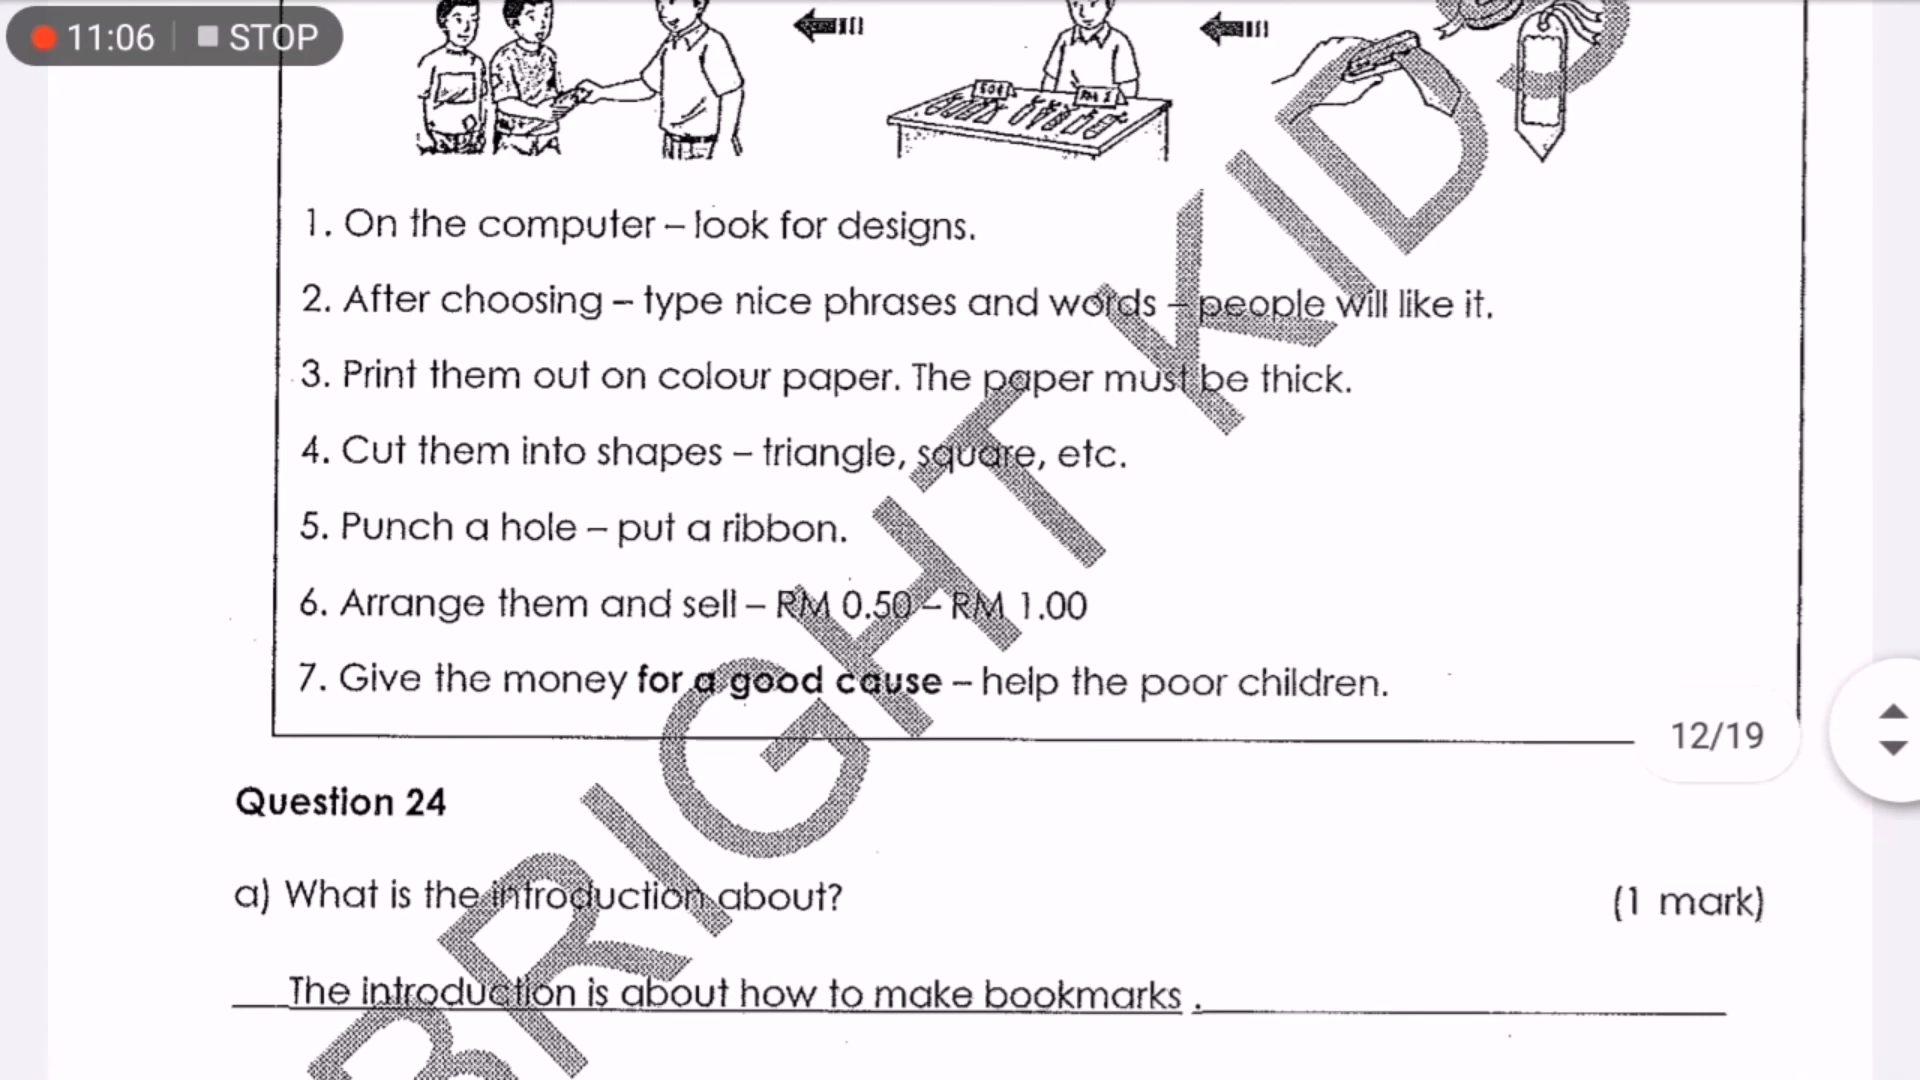 11:06 STOP
50¢ RM 1
1. On the computer – look for designs.
2. After choosing – type nice phrases and words – people will like it.
3. Print them out on colour paper. The paper must be thick.
4. Cut them into shapes – triangle, square, etc.
5. Punch a hole – put a ribbon.
6. Arrange them and sell – RM 0.50 – RM 1.00
7. Give the money for a good cause – help the poor children.
12/19
Question 24
a) What is the introduction about? (1 mark)
The introduction is about how to make bookmarks .
BRIGHT KID